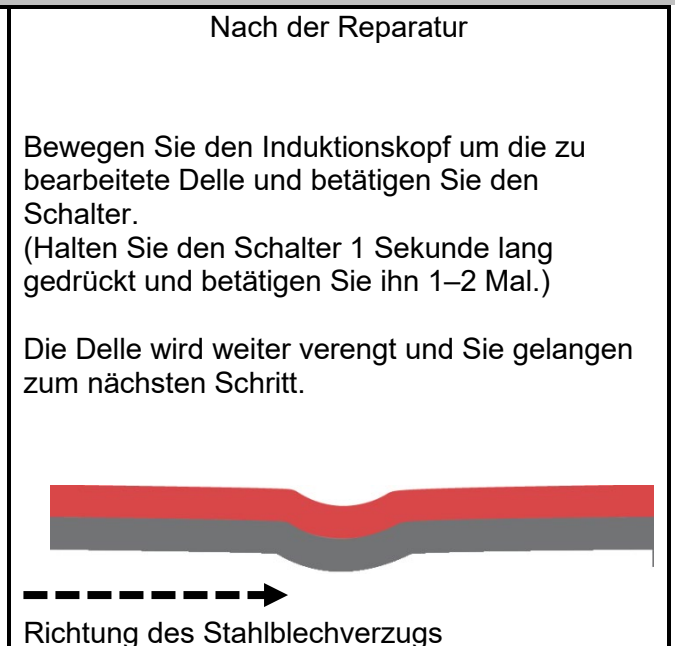 Nach der Reparatur
Bewegen Sie den Induktionskopf um die zu
bearbeitete Delle und betätigen Sie den
Schalter.
(Halten Sie den Schalter 1 Sekunde lang
gedrückt und betätigen Sie ihn 1–2 Mal.)
Die Delle wird weiter verengt und Sie gelangen
zum nächsten Schritt.
Richtung des Stahlblechverzugs